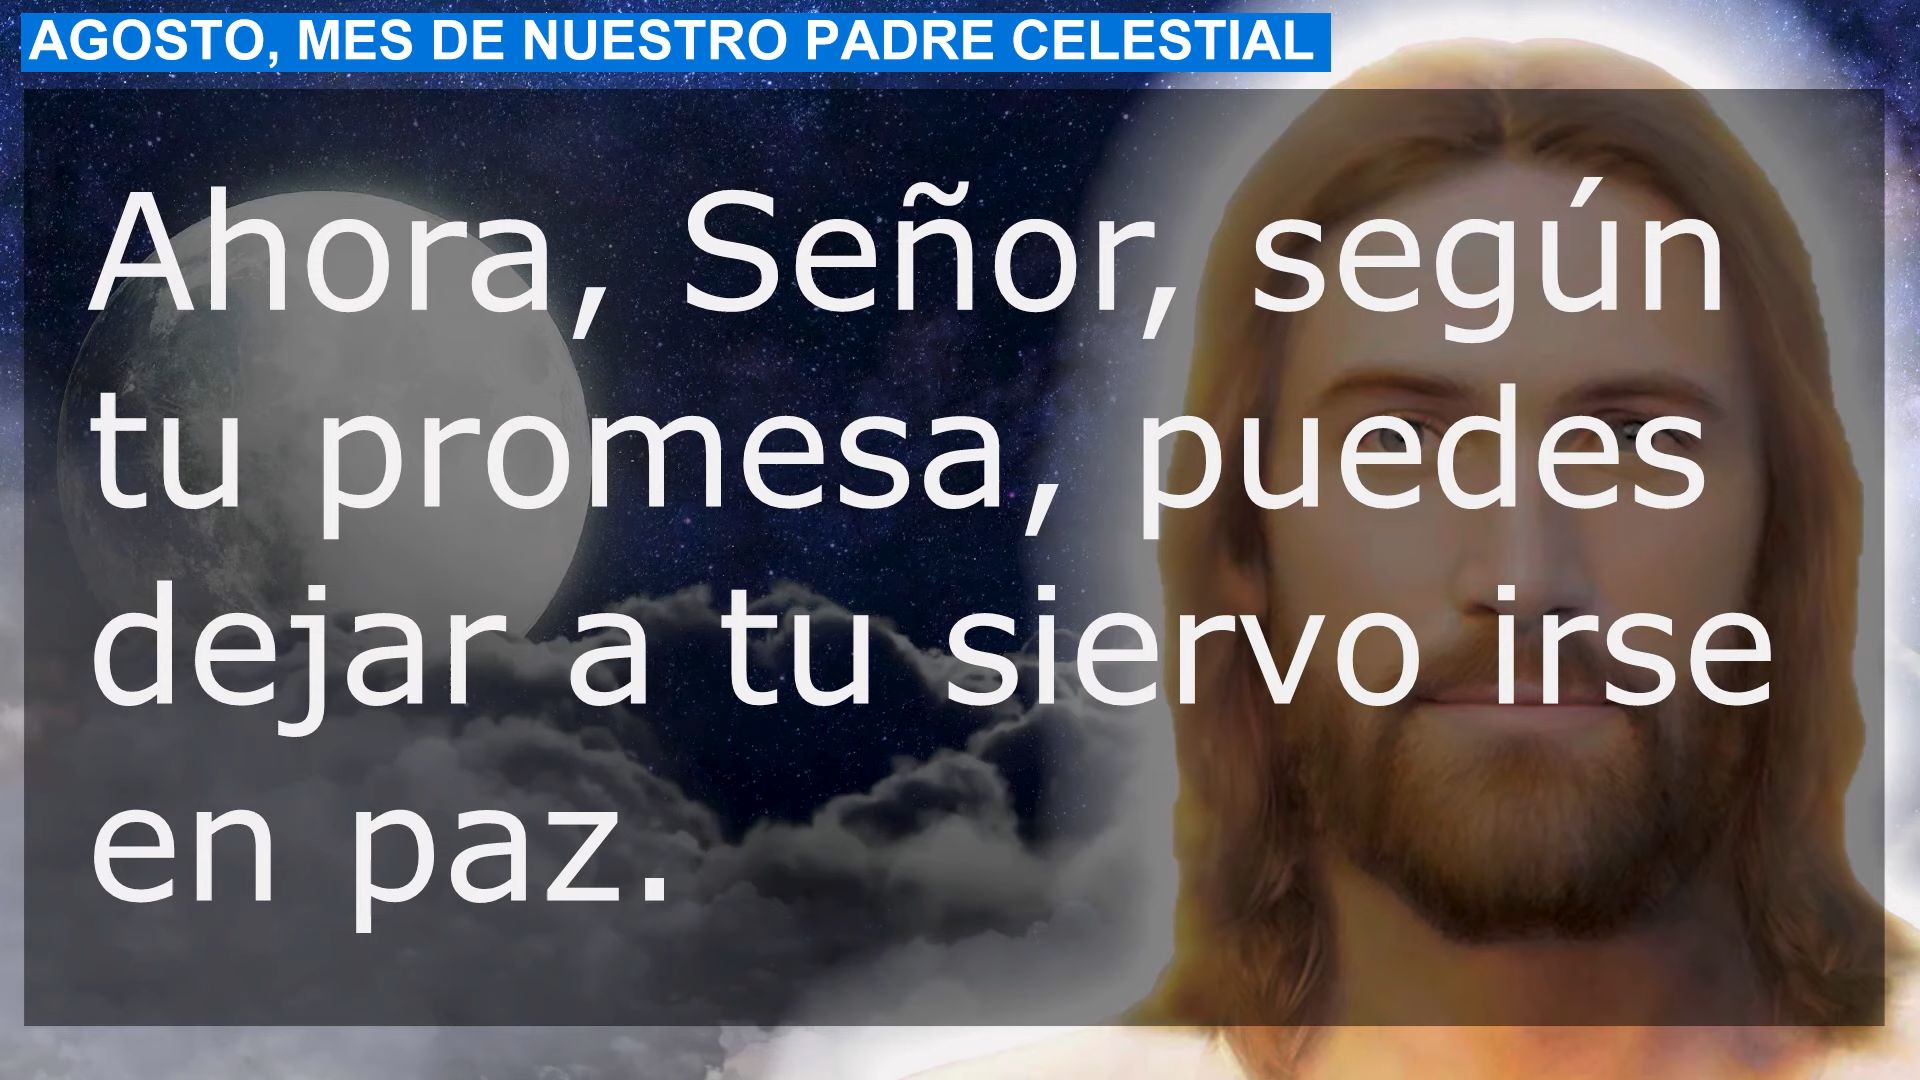 AGOSTO, MES DE NUESTRO PADRE CELESTIAL
Ahora, Señor, según
tu promesa, puedes
dejar a tu siervo irse
en paz.